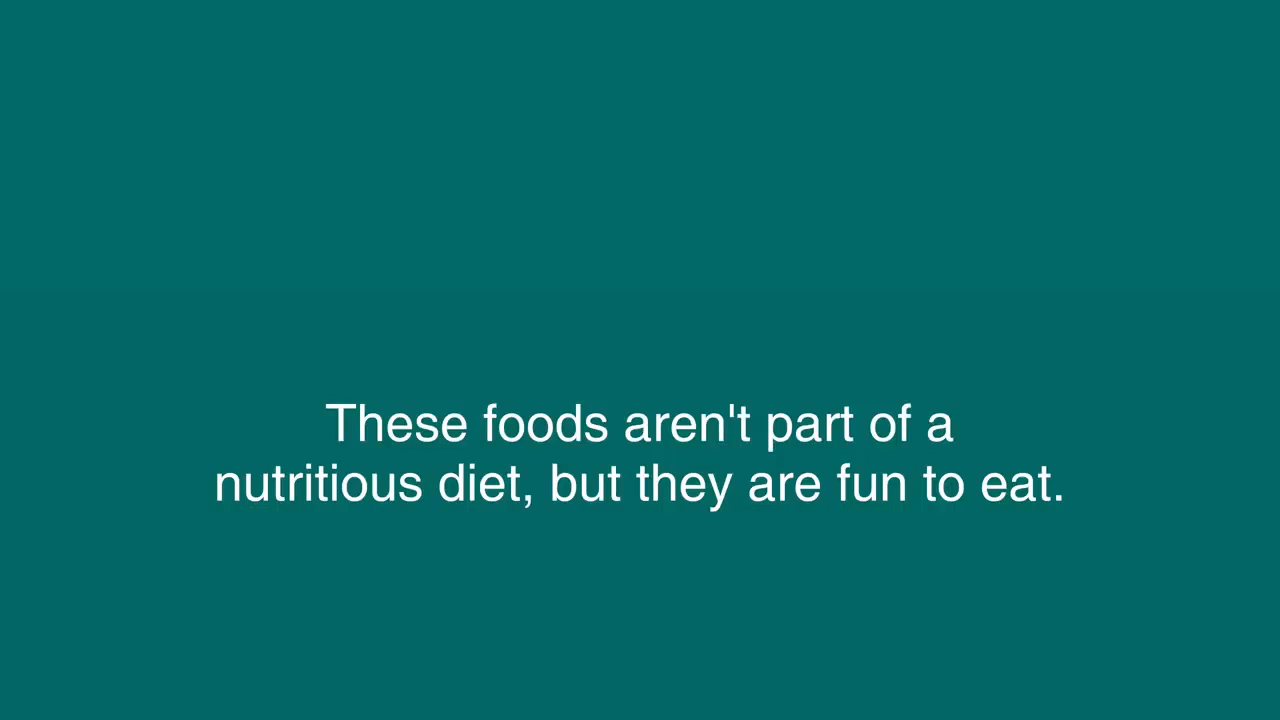 These foods aren't part of a
nutritious diet, but they are fun to eat.